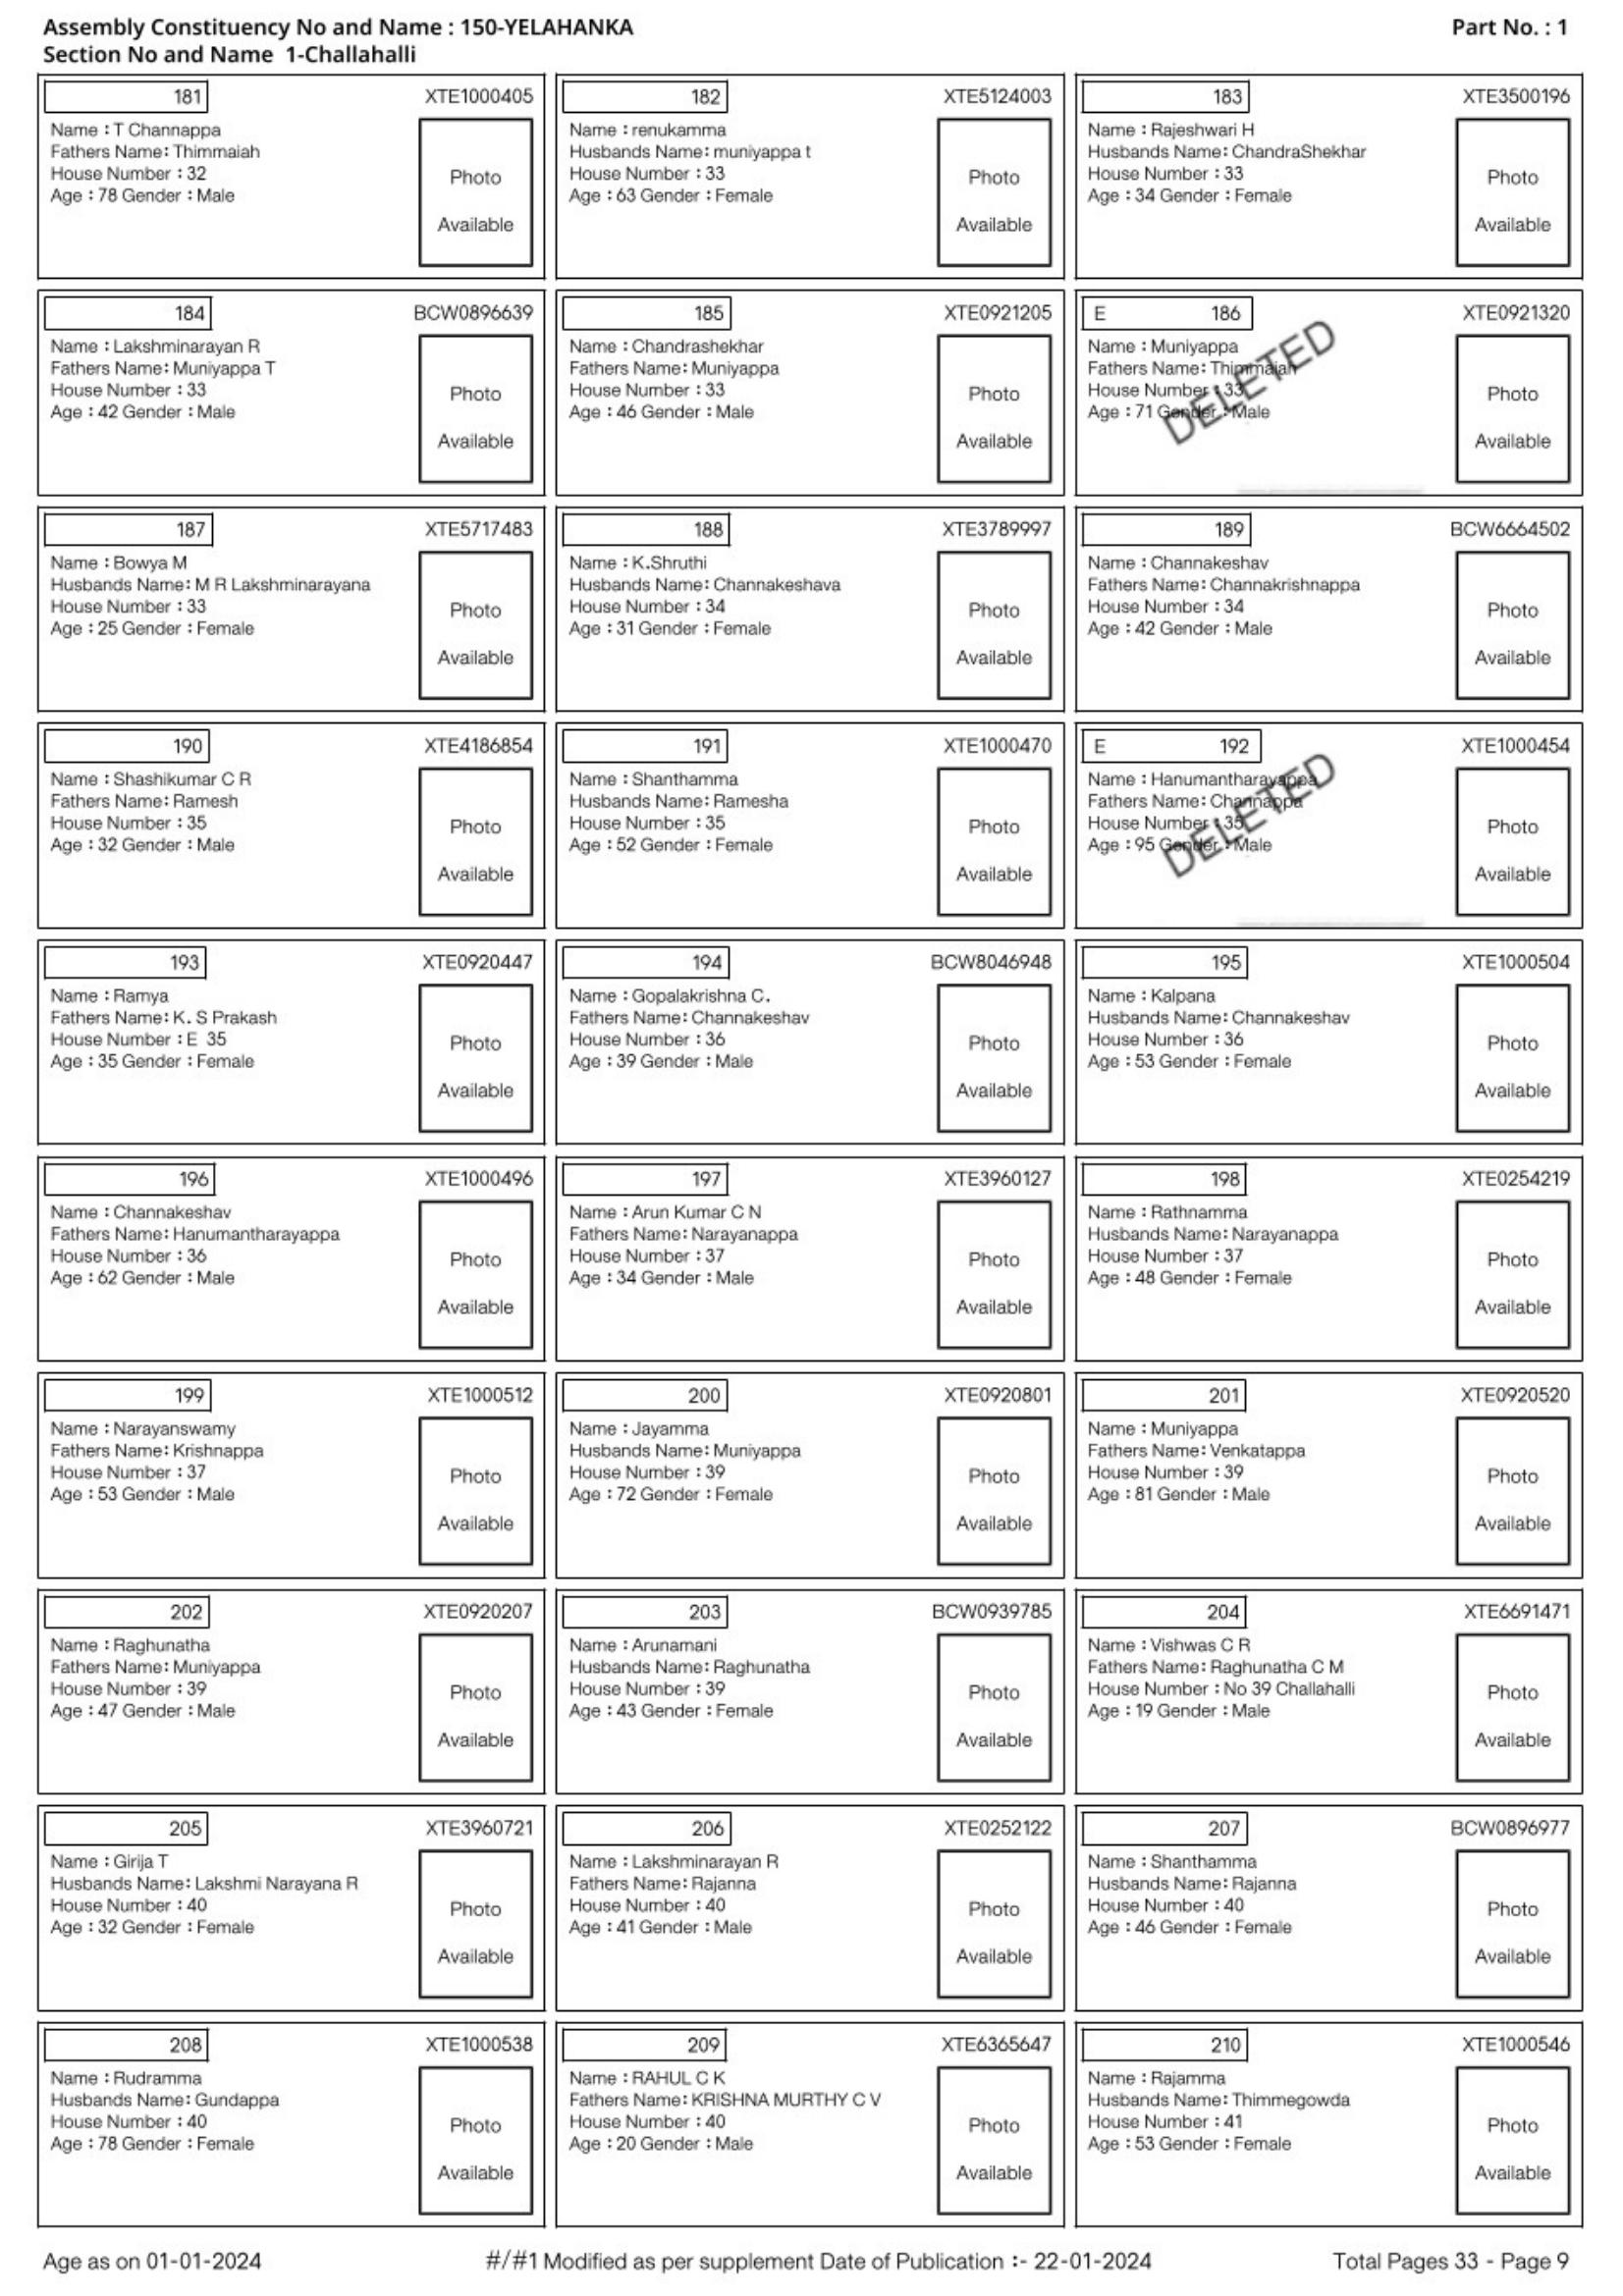 Assembly Constituency No and Name : 150-YELAHANKA
Part No. : 1
Section No and Name 1-Challahalli
181
XTE1000405
Name : T Channappa
Fathers Name: Thimmaiah
House Number : 32
Age : 78 Gender : Male
Photo
Available
182
XTE5124003
Name : renukamma
Husbands Name: muniyappa t
House Number : 33
Age : 63 Gender : Female
Photo
Available
183
XTE3500196
Name : Rajeshwari H
Husbands Name: ChandraShekhar
House Number : 33
Age : 34 Gender : Female
Photo
Available
184
BCW0896639
Name : Lakshminarayan R
Fathers Name: Muniyappa T
House Number : 33
Age : 42 Gender : Male
Photo
Available
185
XTE0921205
Name : Chandrashekhar
Fathers Name: Muniyappa
House Number : 33
Age : 46 Gender : Male
Photo
Available
E 186
XTE0921320
Name : Muniyappa
Fathers Name: Thimmaiah
House Number : 33
Age : 71 Gender : Male
DELETED
Photo
Available
187
XTE5717483
Name : Bowya M
Husbands Name: M R Lakshminarayana
House Number : 33
Age : 25 Gender : Female
Photo
Available
188
XTE3789997
Name : K.Shruthi
Husbands Name: Channakeshava
House Number : 34
Age : 31 Gender : Female
Photo
Available
189
BCW6664502
Name : Channakeshav
Fathers Name: Channakrishnappa
House Number : 34
Age : 42 Gender : Male
Photo
Available
190
XTE4186854
Name : Shashikumar C R
Fathers Name: Ramesh
House Number : 35
Age : 32 Gender : Male
Photo
Available
191
XTE1000470
Name : Shanthamma
Husbands Name: Ramesha
House Number : 35
Age : 52 Gender : Female
Photo
Available
E 192
XTE1000454
Name : Hanumantharayappa
Fathers Name: Channappa
House Number : 35
Age : 95 Gender : Male
DELETED
Photo
Available
193
XTE0920447
Name : Ramya
Fathers Name: K. S Prakash
House Number : E 35
Age : 35 Gender : Female
Photo
Available
194
BCW8046948
Name : Gopalakrishna C.
Fathers Name: Channakeshav
House Number : 36
Age : 39 Gender : Male
Photo
Available
195
XTE1000504
Name : Kalpana
Husbands Name: Channakeshav
House Number : 36
Age : 53 Gender : Female
Photo
Available
196
XTE1000496
Name : Channakeshav
Fathers Name: Hanumantharayappa
House Number : 36
Age : 62 Gender : Male
Photo
Available
197
XTE3960127
Name : Arun Kumar C N
Fathers Name: Narayanappa
House Number : 37
Age : 34 Gender : Male
Photo
Available
198
XTE0254219
Name : Rathnamma
Husbands Name: Narayanappa
House Number : 37
Age : 48 Gender : Female
Photo
Available
199
XTE1000512
Name : Narayanswamy
Fathers Name: Krishnappa
House Number : 37
Age : 53 Gender : Male
Photo
Available
200
XTE0920801
Name : Jayamma
Husbands Name: Muniyappa
House Number : 39
Age : 72 Gender : Female
Photo
Available
201
XTE0920520
Name : Muniyappa
Fathers Name: Venkatappa
House Number : 39
Age : 81 Gender : Male
Photo
Available
202
XTE0920207
Name : Raghunatha
Fathers Name: Muniyappa
House Number : 39
Age : 47 Gender : Male
Photo
Available
203
BCW0939785
Name : Arunamani
Husbands Name: Raghunatha
House Number : 39
Age : 43 Gender : Female
Photo
Available
204
XTE6691471
Name : Vishwas C R
Fathers Name: Raghunatha C M
House Number : No 39 Challahalli
Age : 19 Gender : Male
Photo
Available
205
XTE3960721
Name : Girija T
Husbands Name: Lakshmi Narayana R
House Number : 40
Age : 32 Gender : Female
Photo
Available
206
XTE0252122
Name : Lakshminarayan R
Fathers Name: Rajanna
House Number : 40
Age : 41 Gender : Male
Photo
Available
207
BCW0896977
Name : Shanthamma
Husbands Name: Rajanna
House Number : 40
Age : 46 Gender : Female
Photo
Available
208
XTE1000538
Name : Rudramma
Husbands Name: Gundappa
House Number : 40
Age : 78 Gender : Female
Photo
Available
209
XTE6365647
Name : RAHUL C K
Fathers Name: KRISHNA MURTHY C V
House Number : 40
Age : 20 Gender : Male
Photo
Available
210
XTE1000546
Name : Rajamma
Husbands Name: Thimmegowda
House Number : 41
Age : 53 Gender : Female
Photo
Available
Age as on 01-01-2024
#/#1 Modified as per supplement Date of Publication :- 22-01-2024
Total Pages 33 - Page 9